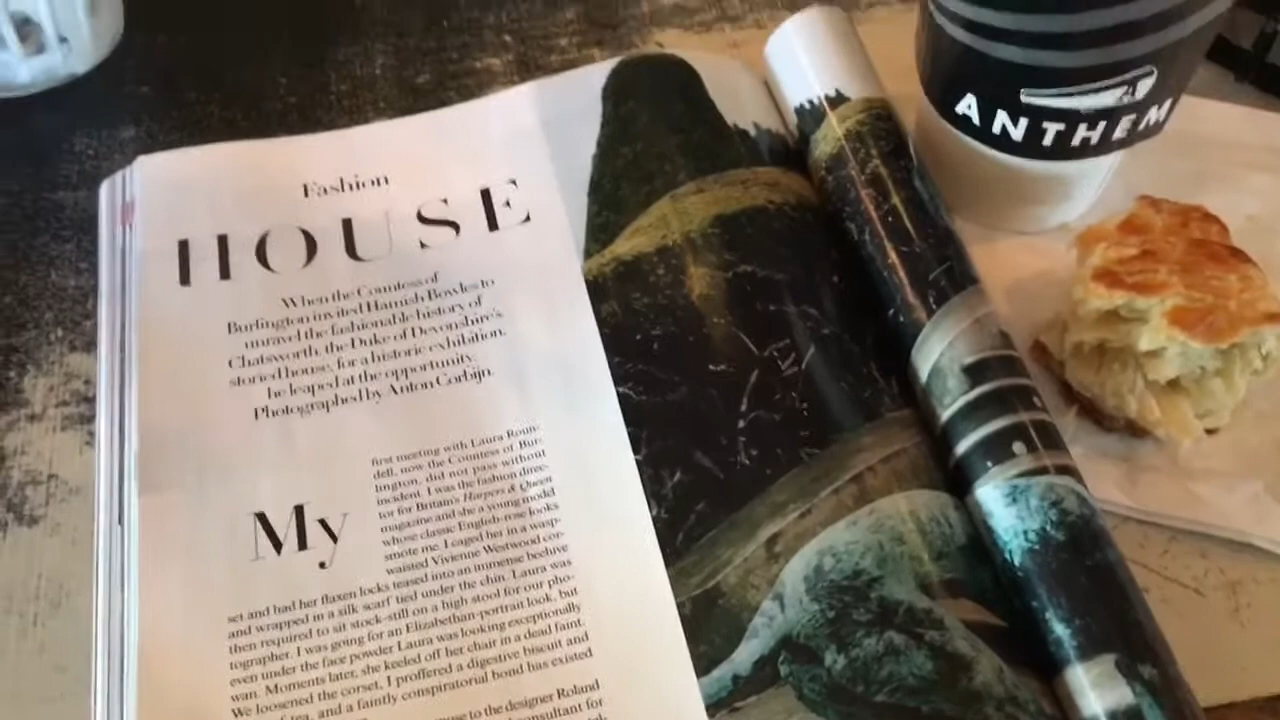 Fashion
HOUSE
When the Countess of
Burlington invited Hamish Bowles to
unravel the fashionable history of
Chatsworth, the Duke of Devonshire's
storied house, for a historic exhibition,
he leaped at the opportunity.
Photographed by Anton Corbijn.
My
first meeting with Laura Roun-
dell, now the Countess of Bur-
lington, did not pass without
incident. I was the fashion direc-
tor for Britain's Harpers & Queen
magazine and she a young model
whose classic English-rose looks
smote me. I caged her in a wasp-
waisted Vivienne Westwood cor-
set and had her flaxen locks teased into an immense beehive
and wrapped in a silk scarf tied under the chin. Laura was
then required to sit stock-still on a high stool for our pho-
tographer. I was going for an Elizabethan-portrait look, but
even under the face powder Laura was looking exceptionally
wan. Moments later, she keeled off her chair in a dead faint.
We loosened the corset, I proffered a digestive biscuit and
tea, and a faintly conspiratorial bond has existed
to the designer Roland
consultant for
ANTHEM